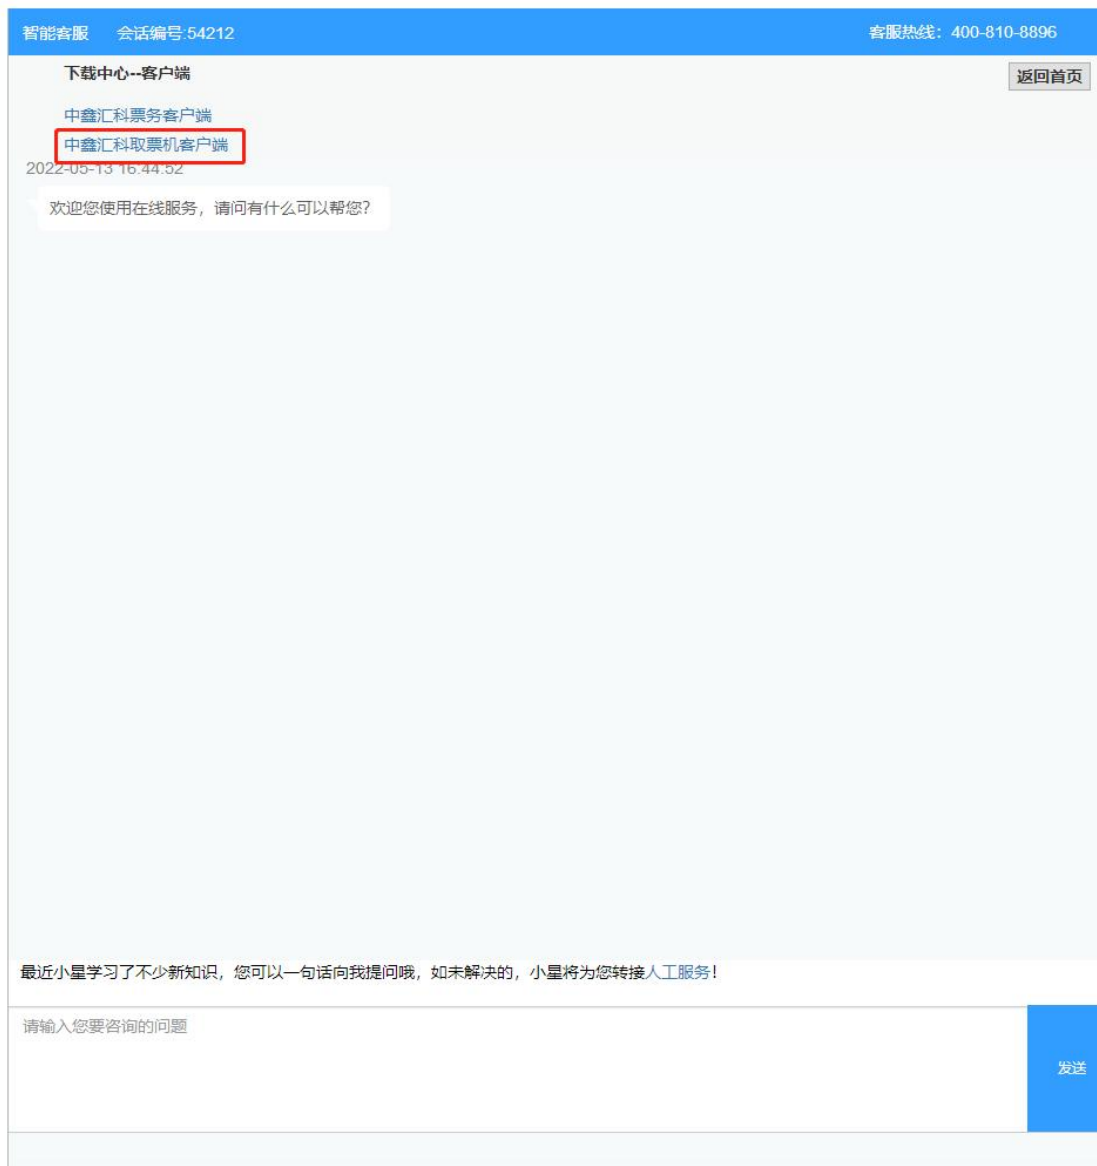 智能客服 会话编号:54212 客服热线：400-810-8896
下载中心--客户端
返回首页
中鑫汇科票务客户端
中鑫汇科取票机客户端
2022-05-13 16:44:52
欢迎您使用在线服务，请问有什么可以帮您？
最近小星学习了不少新知识，您可以一句话向我提问哦，如未解决的，小星将为您转接人工服务！
请输入您要咨询的问题
发送